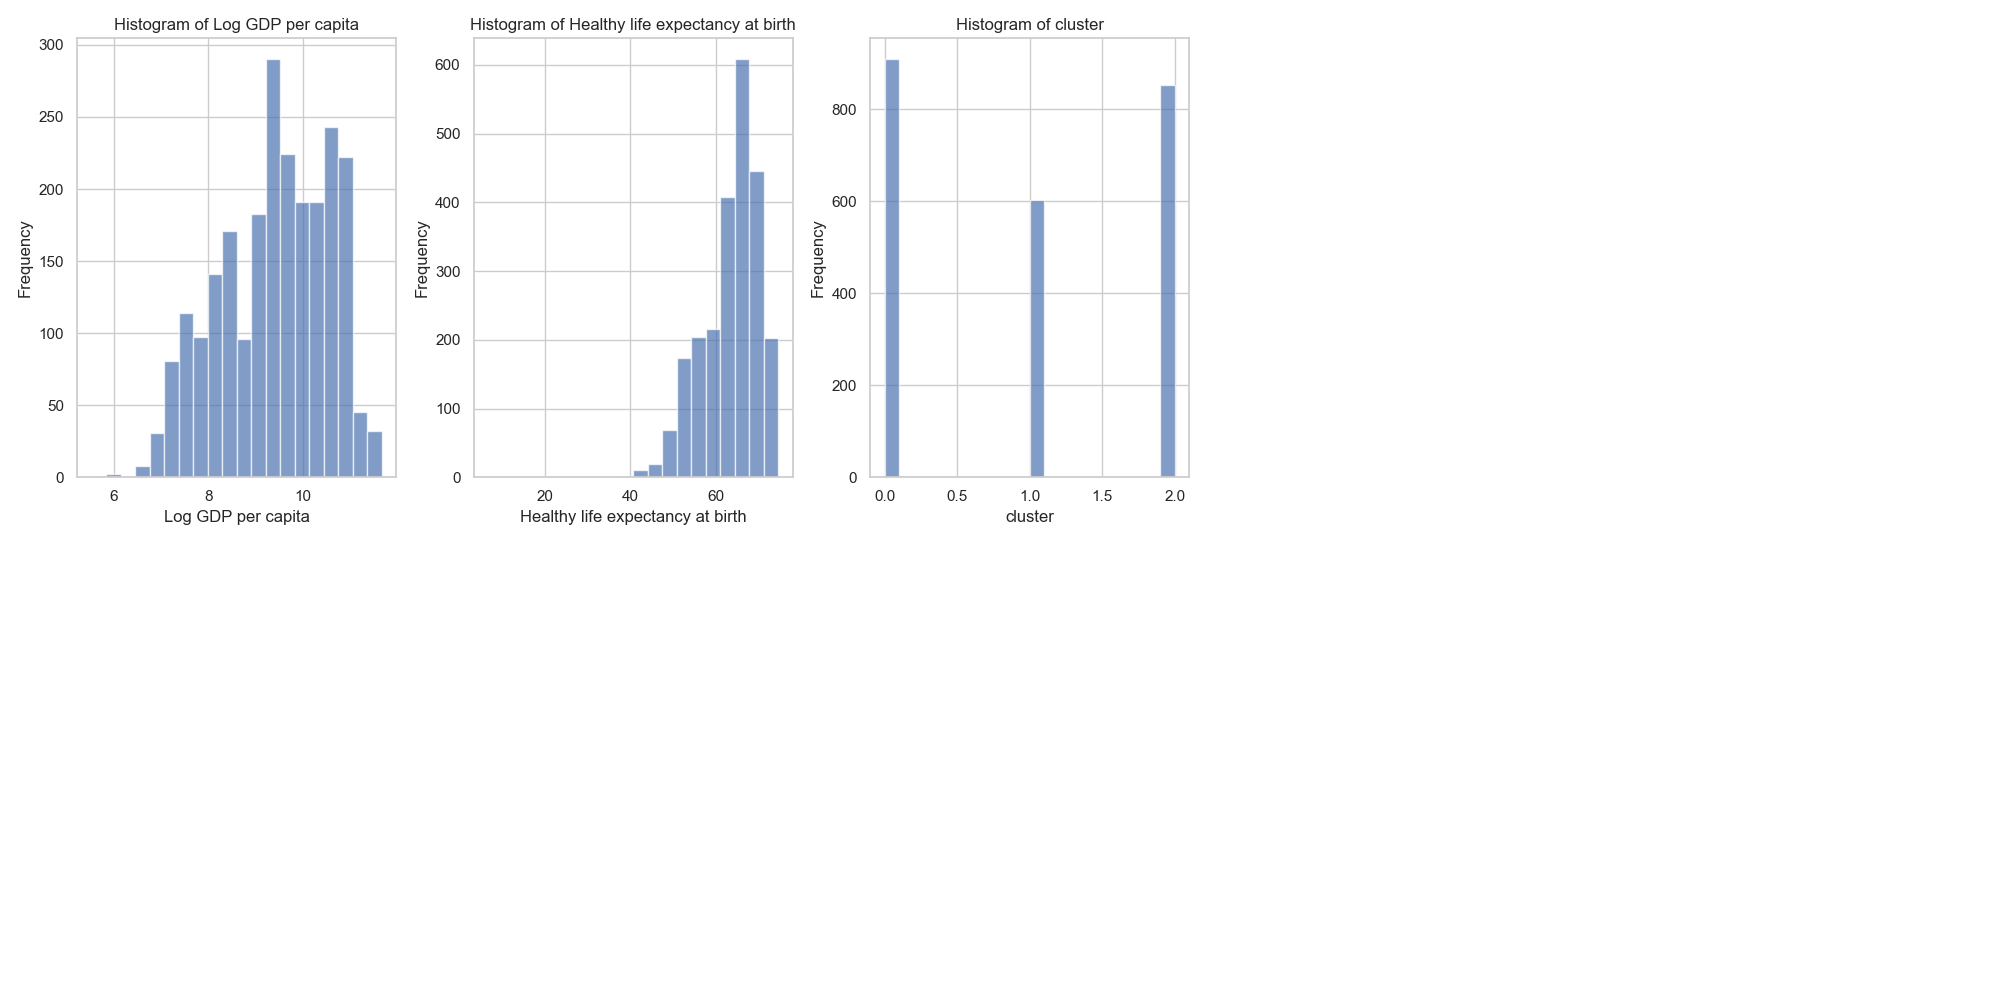 Histogram of Log GDP per capita
300
250
200
150
100
50
0
Frequency
6 8 10
Log GDP per capita
Histogram of Healthy life expectancy at birth
600
500
400
300
200
100
0
Frequency
20 40 60
Healthy life expectancy at birth
Histogram of cluster
800
600
400
200
0
Frequency
0.0 0.5 1.0 1.5 2.0
cluster